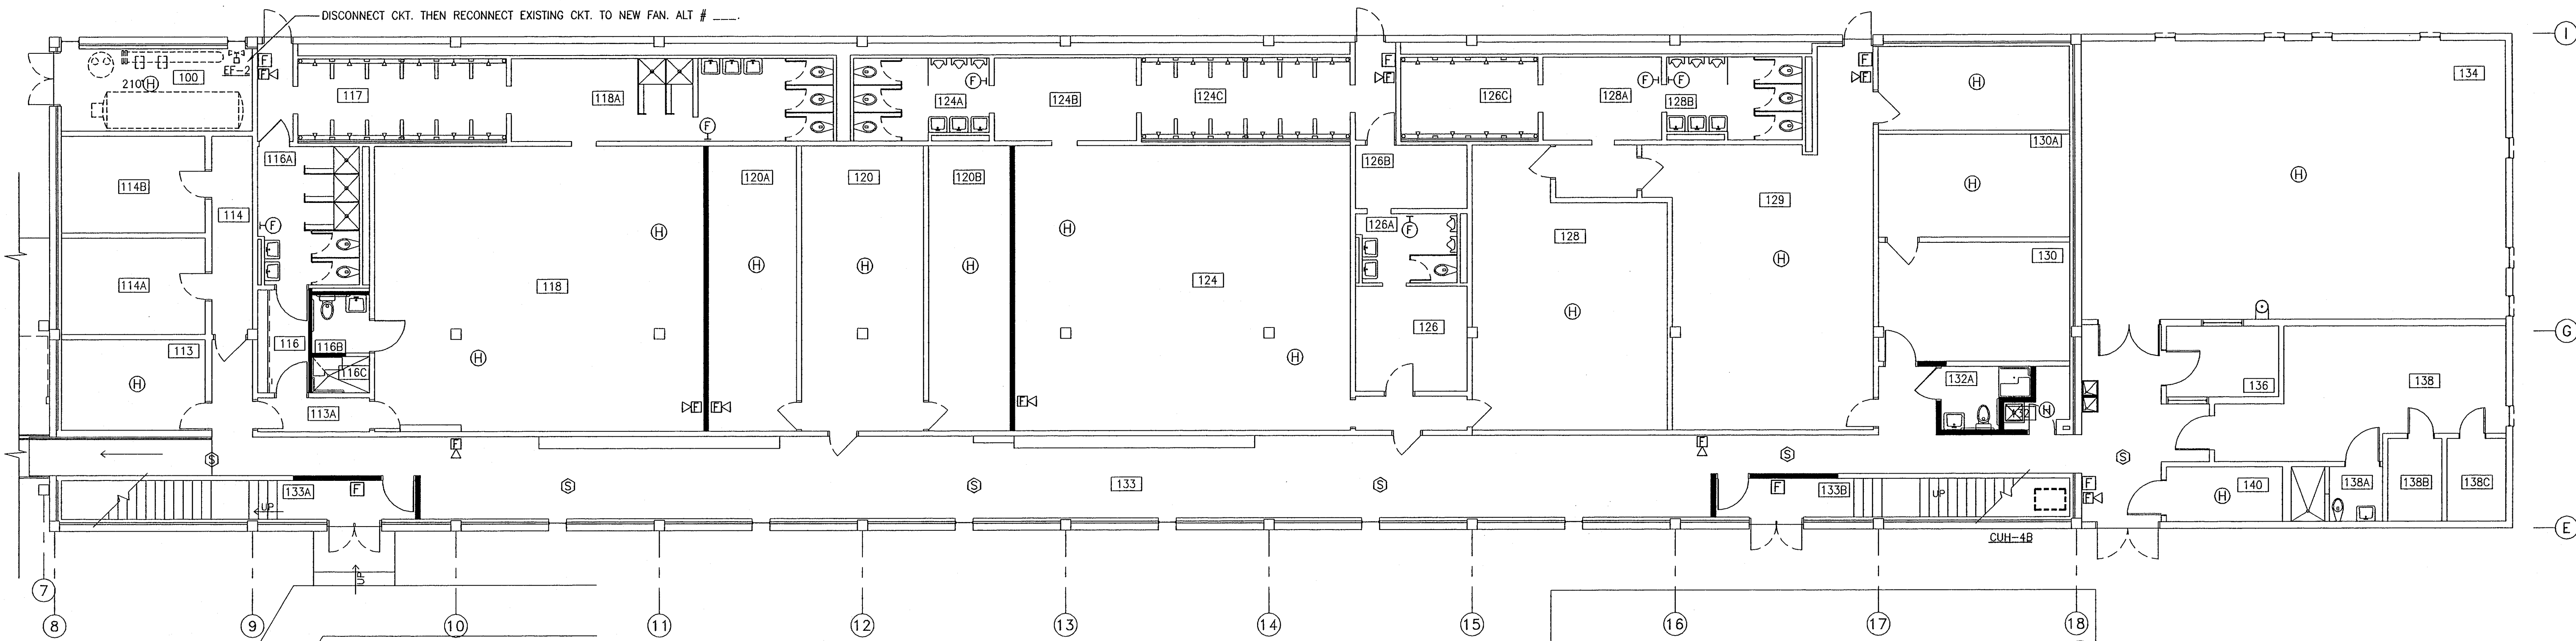 DISCONNECT CKT. THEN RECONNECT EXISTING CKT. TO NEW FAN. ALT # ___.
I
F
F
F
F
F
F
EF-2
100
210 H
117
118A
F
124A
F
124B
124C
126C
128A
F
F
128B
H
134
116A
114B
114
F
120A
120
120B
126B
129
130A
H
H
126A
F
H
H
128
130
H
H
H
H
118
124
H
114A
H
G
113
116
116B
126
H
H
H
H
116C
132A
136
138
113A
F
F
F
132
H
F
F
S
S
S
133A
F
S
S
133
S
F
133B
UP
F
F
H
140
138A
138B
138C
UP
E
CUH-4B
UP
7
8
9
10
11
12
13
14
15
16
17
18